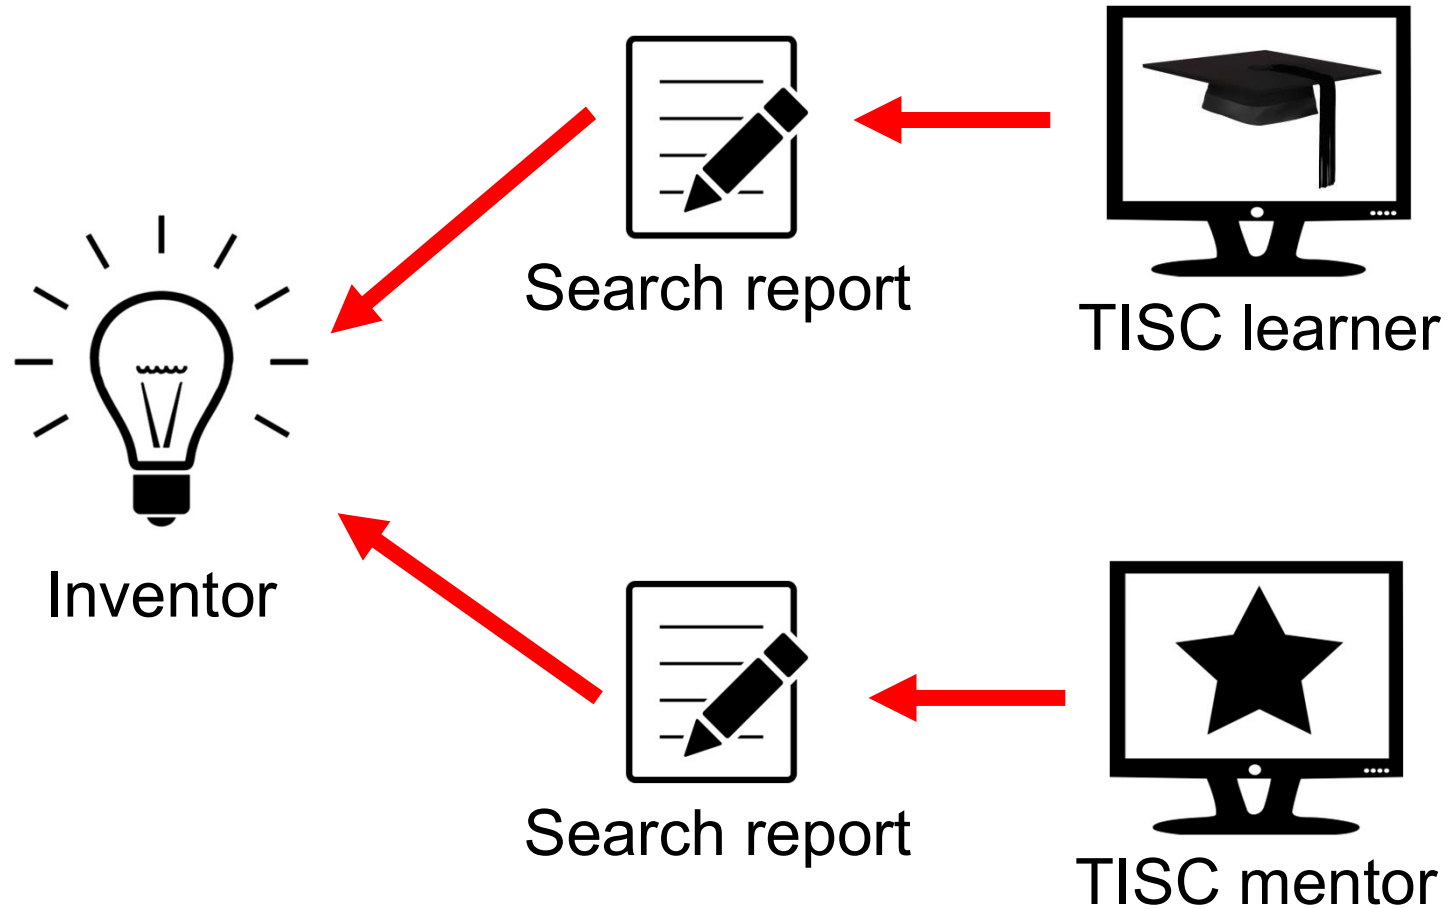 Search report
TISC learner
Inventor
Search report
TISC mentor